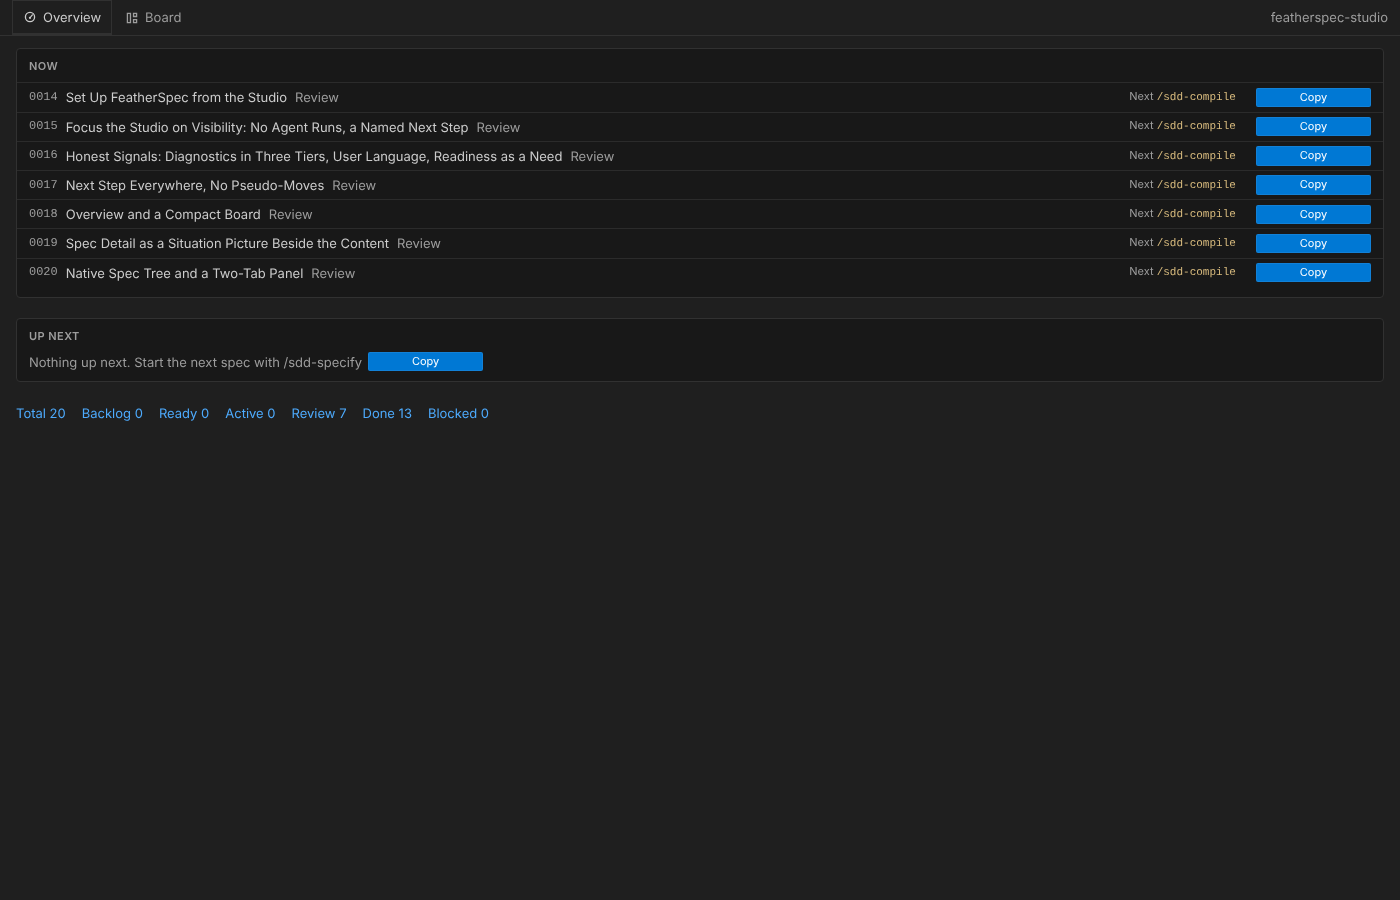 Overview Board featherspec-studio
NOW
0014 Set Up FeatherSpec from the Studio Review Next /sdd-compile Copy
0015 Focus the Studio on Visibility: No Agent Runs, a Named Next Step Review Next /sdd-compile Copy
0016 Honest Signals: Diagnostics in Three Tiers, User Language, Readiness as a Need Review Next /sdd-compile Copy
0017 Next Step Everywhere, No Pseudo-Moves Review Next /sdd-compile Copy
0018 Overview and a Compact Board Review Next /sdd-compile Copy
0019 Spec Detail as a Situation Picture Beside the Content Review Next /sdd-compile Copy
0020 Native Spec Tree and a Two-Tab Panel Review Next /sdd-compile Copy
UP NEXT
Nothing up next. Start the next spec with /sdd-specify Copy
Total 20 Backlog 0 Ready 0 Active 0 Review 7 Done 13 Blocked 0